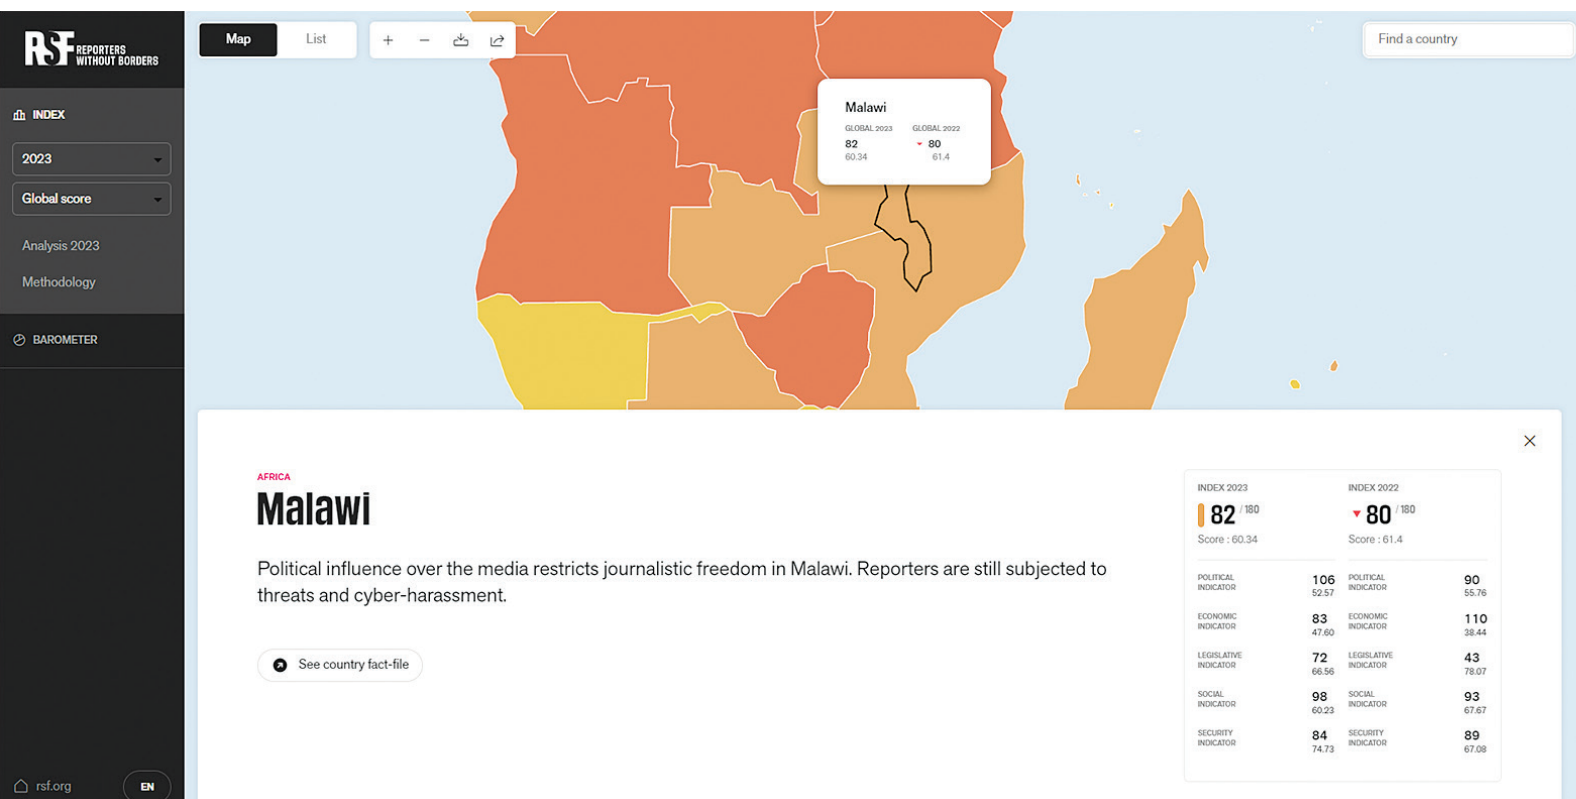 RSF REPORTERS
WITHOUT BORDERS
INDEX
2023
Global score
Analysis 2023
Methodology
BAROMETER
rsf.org
EN
Map List + −
Find a country
Malawi
GLOBAL 2023 GLOBAL 2022
82 80
60.34 61.4
AFRICA
Malawi
Political influence over the media restricts journalistic freedom in Malawi. Reporters are still subjected to
threats and cyber-harassment.
See country fact-file
INDEX 2023 INDEX 2022
82 / 180 80 / 180
Score : 60.34 Score : 61.4
POLITICAL 106 POLITICAL 90
INDICATOR 52.57 INDICATOR 55.76
ECONOMIC 83 ECONOMIC 110
INDICATOR 47.60 INDICATOR 38.44
LEGISLATIVE 72 LEGISLATIVE 43
INDICATOR 66.56 INDICATOR 78.07
SOCIAL 98 SOCIAL 93
INDICATOR 60.23 INDICATOR 67.67
SECURITY 84 SECURITY 89
INDICATOR 74.73 INDICATOR 67.08